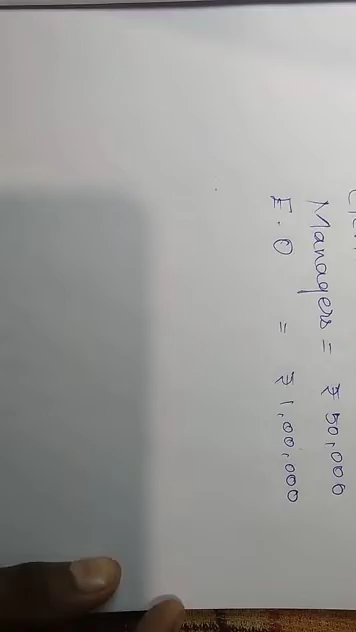 Managers = ₹ 50,000
E.O = ₹ 1,00,000